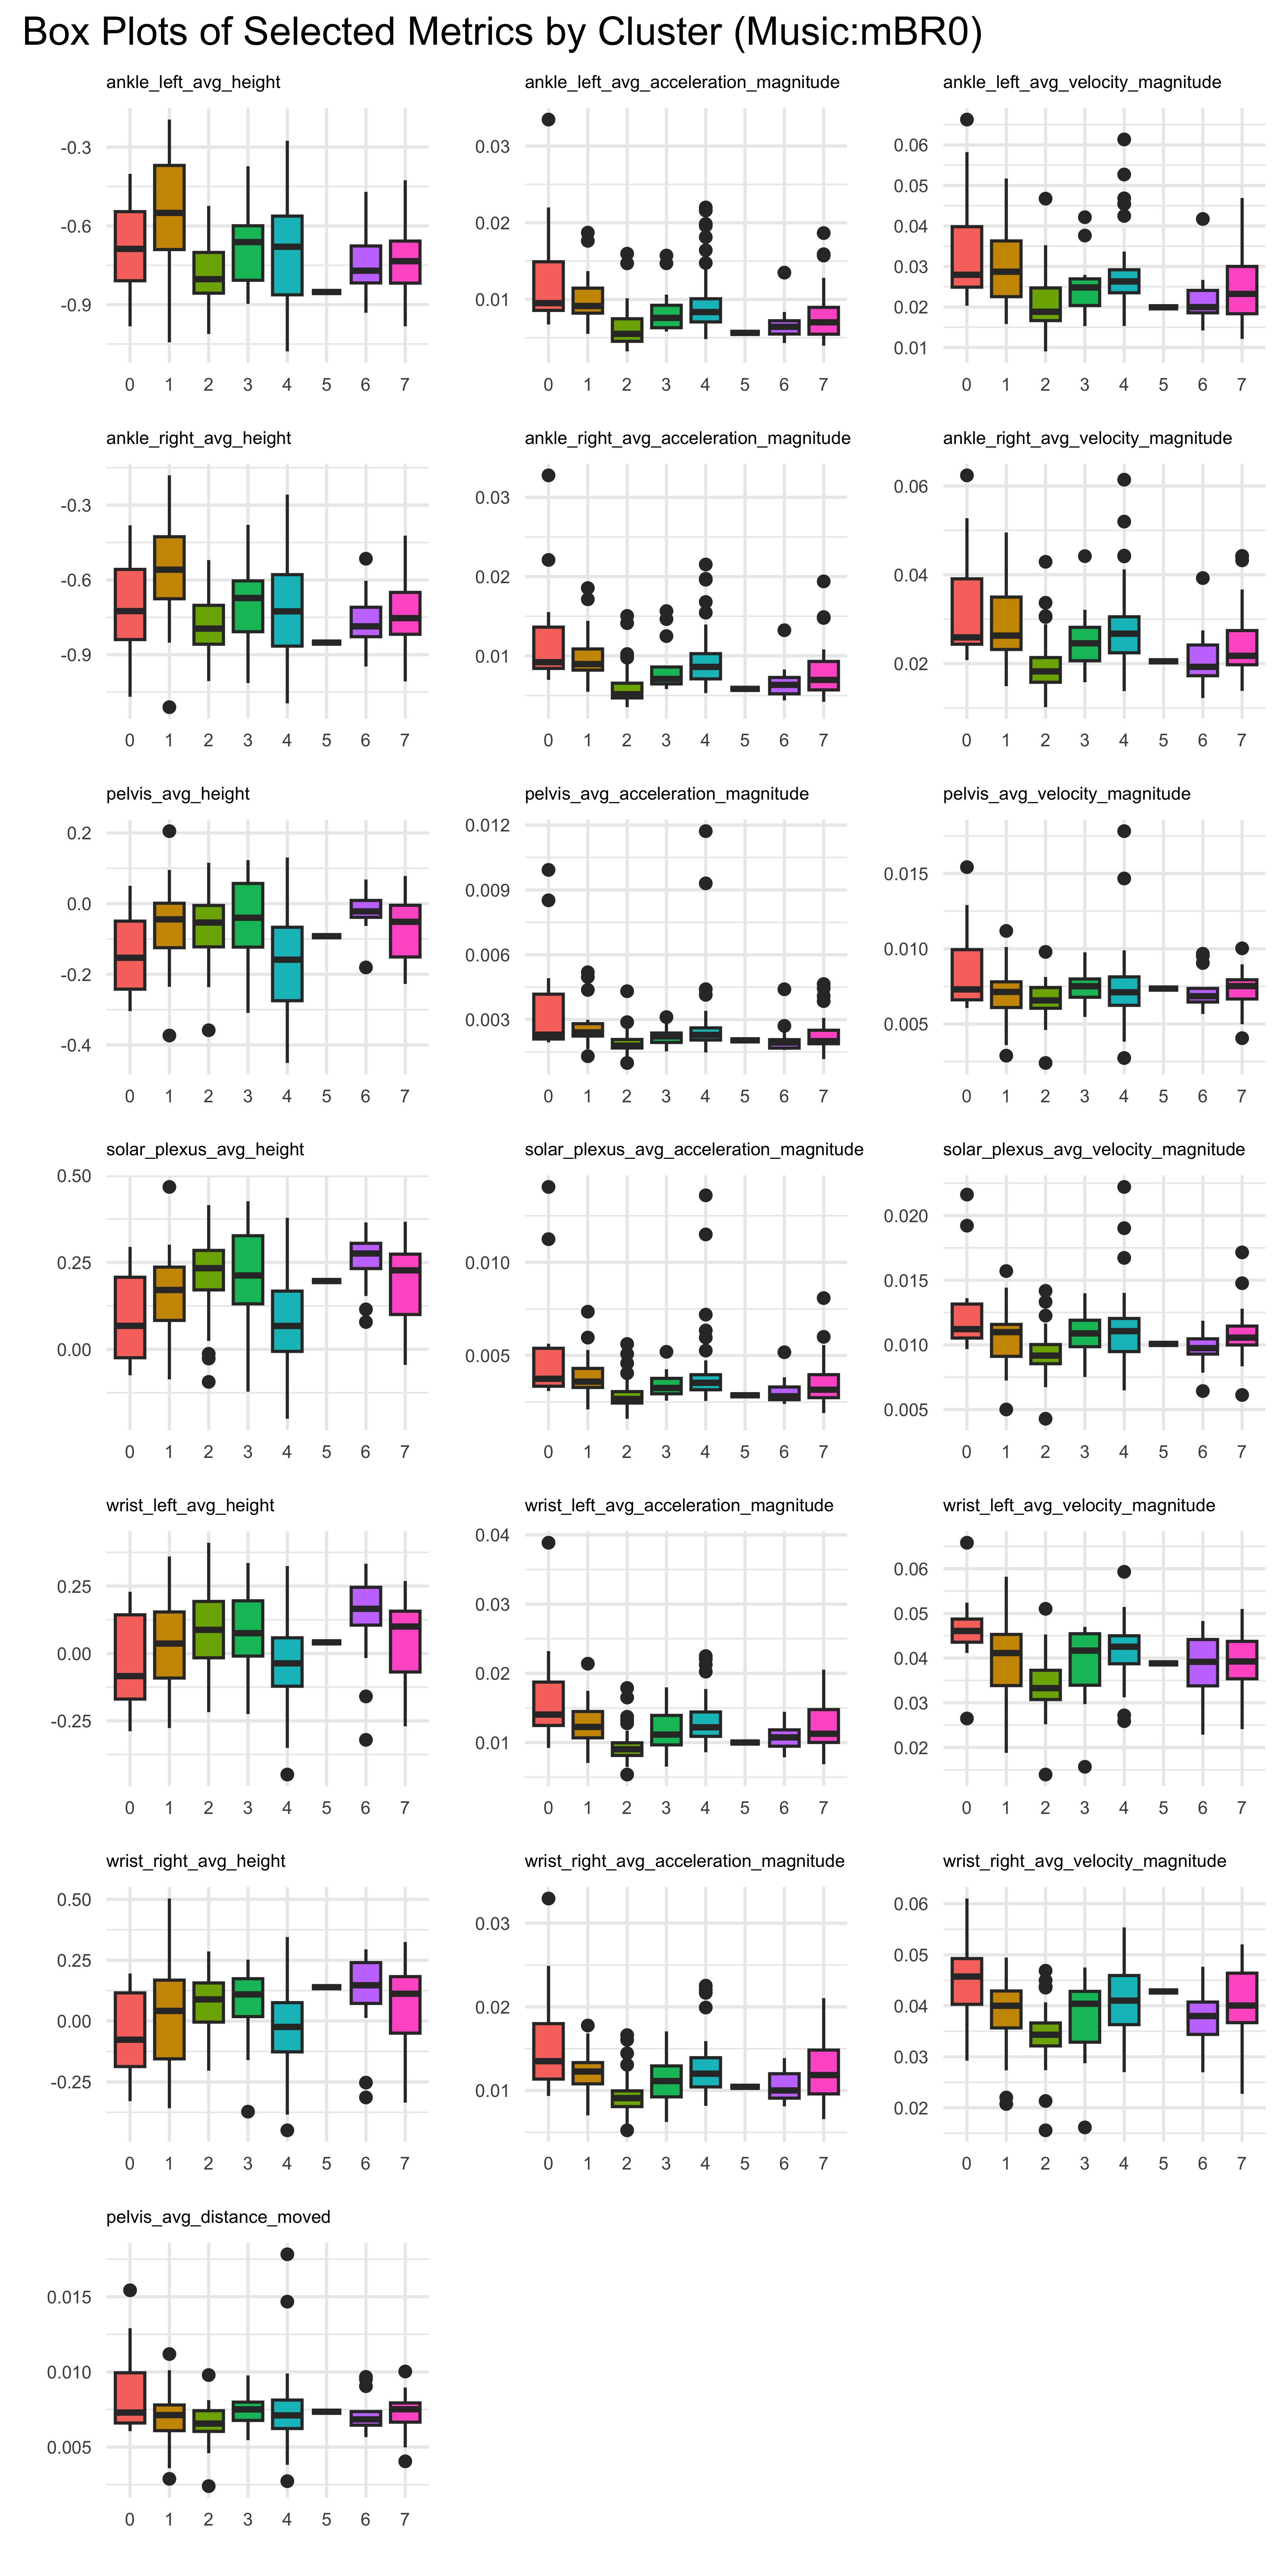 Box Plots of Selected Metrics by Cluster (Music:mBR0)
ankle_left_avg_height
-0.3
-0.6
-0.9
0 1 2 3 4 5 6 7
ankle_left_avg_acceleration_magnitude
0.03
0.02
0.01
0 1 2 3 4 5 6 7
ankle_left_avg_velocity_magnitude
0.06
0.05
0.04
0.03
0.02
0.01
0 1 2 3 4 5 6 7
ankle_right_avg_height
-0.3
-0.6
-0.9
0 1 2 3 4 5 6 7
ankle_right_avg_acceleration_magnitude
0.03
0.02
0.01
0 1 2 3 4 5 6 7
ankle_right_avg_velocity_magnitude
0.06
0.04
0.02
0 1 2 3 4 5 6 7
pelvis_avg_height
0.2
0.0
-0.2
-0.4
0 1 2 3 4 5 6 7
pelvis_avg_acceleration_magnitude
0.012
0.009
0.006
0.003
0 1 2 3 4 5 6 7
pelvis_avg_velocity_magnitude
0.015
0.010
0.005
0 1 2 3 4 5 6 7
solar_plexus_avg_height
0.50
0.25
0.00
0 1 2 3 4 5 6 7
solar_plexus_avg_acceleration_magnitude
0.010
0.005
0 1 2 3 4 5 6 7
solar_plexus_avg_velocity_magnitude
0.020
0.015
0.010
0.005
0 1 2 3 4 5 6 7
wrist_left_avg_height
0.25
0.00
-0.25
0 1 2 3 4 5 6 7
wrist_left_avg_acceleration_magnitude
0.04
0.03
0.02
0.01
0 1 2 3 4 5 6 7
wrist_left_avg_velocity_magnitude
0.06
0.05
0.04
0.03
0.02
0 1 2 3 4 5 6 7
wrist_right_avg_height
0.50
0.25
0.00
-0.25
0 1 2 3 4 5 6 7
wrist_right_avg_acceleration_magnitude
0.03
0.02
0.01
0 1 2 3 4 5 6 7
wrist_right_avg_velocity_magnitude
0.06
0.05
0.04
0.03
0.02
0 1 2 3 4 5 6 7
pelvis_avg_distance_moved
0.015
0.010
0.005
0 1 2 3 4 5 6 7